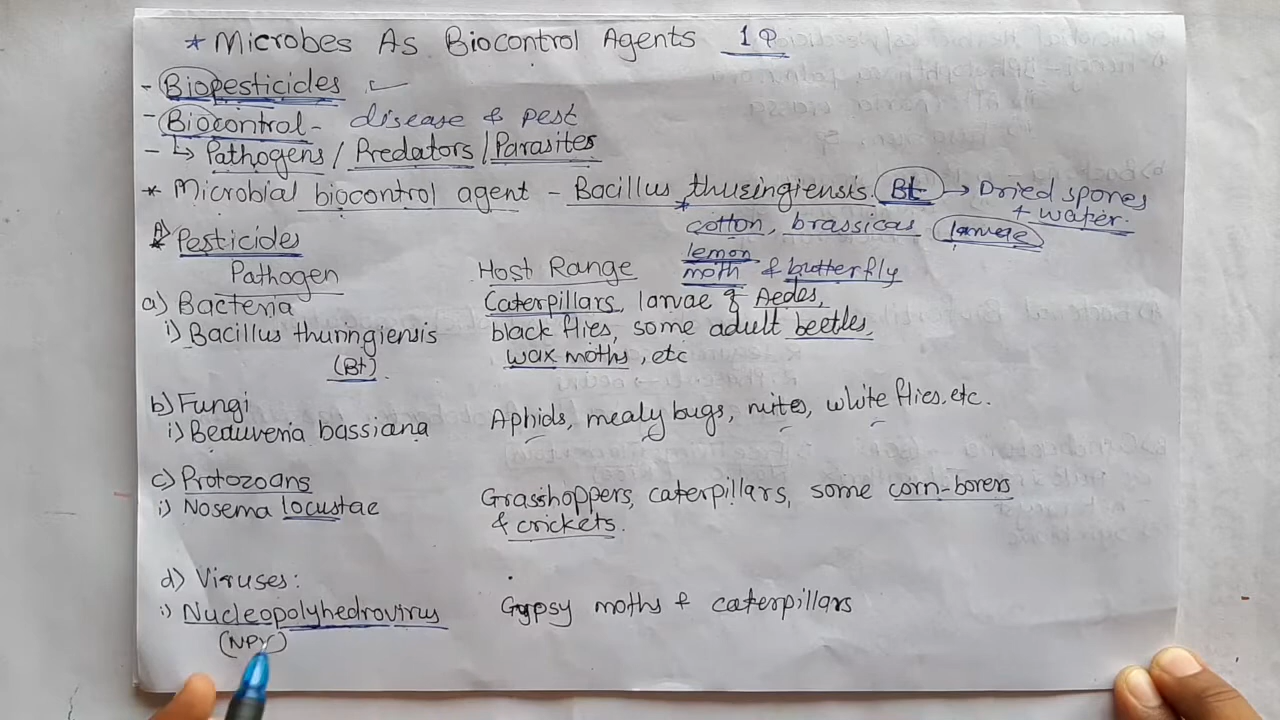 * Microbes As Biocontrol Agents 1Q
- Biopesticides ✓
- Biocontrol - disease & pest
- ↳ Pathogens / Predators / Parasites
* Microbial biocontrol agent - Bacillus thuringiensis. (Bt) → Dried spores
+ water.
cotton, brassicas (larvae)
lemon
A) Pesticides
moth & butterfly
Pathogen Host Range
a) Bacteria Caterpillars, larvae of Aedes,
i) Bacillus thuringiensis black flies, some adult beetles,
(Bt) wax moths, etc
b) Fungi
i) Beauveria bassiana Aphids, mealy bugs, mites, white flies, etc.
c) Protozoans
i) Nosema locustae Grasshoppers, caterpillars, some corn-borers
& crickets.
d) Viruses:
i) Nucleopolyhedrovirus Gypsy moths & caterpillars
(NPV)